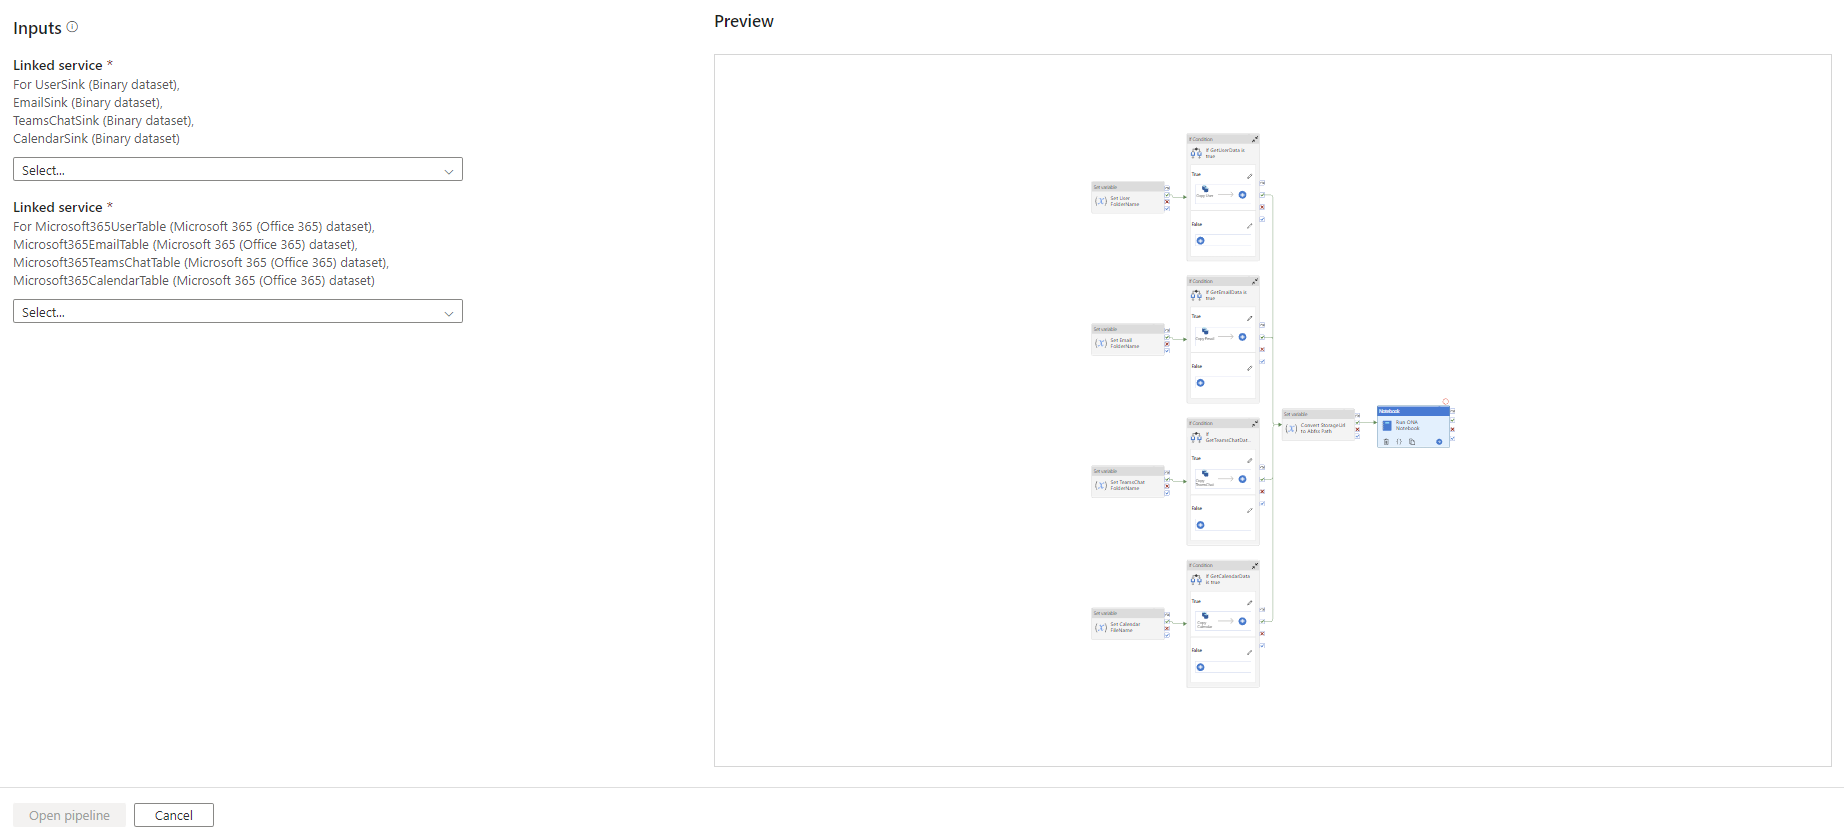 Inputs
Linked service *
For UserSink (Binary dataset),
EmailSink (Binary dataset),
TeamsChatSink (Binary dataset),
CalendarSink (Binary dataset)
Select...
Linked service *
For Microsoft365UserTable (Microsoft 365 (Office 365) dataset),
Microsoft365EmailTable (Microsoft 365 (Office 365) dataset),
Microsoft365TeamsChatTable (Microsoft 365 (Office 365) dataset),
Microsoft365CalendarTable (Microsoft 365 (Office 365) dataset)
Select...
Preview
Set variable
(x) Set User
FolderName
If Condition
If GetUserData is
true
True
Copy User
False
Set variable
(x) Set Email
FolderName
If Condition
If GetEmailData is
true
True
Copy Email
False
Set variable
(x) Set TeamsChat
FolderName
If Condition
If
GetTeamsChatDat...
True
Copy
TeamsChat
False
Set variable
(x) Set Calendar
FileName
If Condition
If GetCalendarData
is true
True
Copy
Calendar
False
Set variable
(x) Convert StorageUrl
to Abfss Path
Notebook
Run ONA
Notebook
{ }
Open pipeline
Cancel